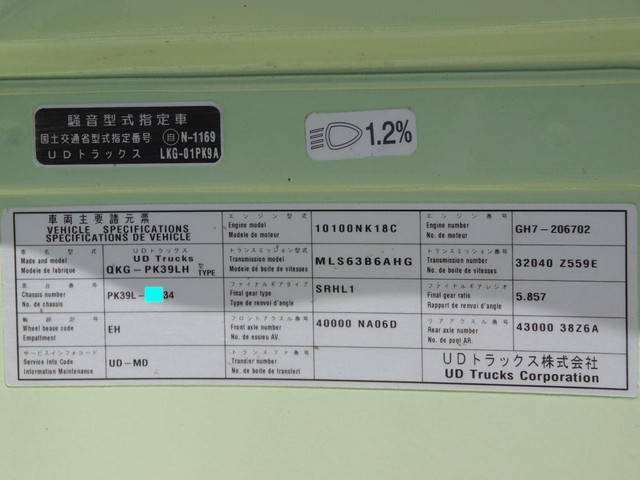 騒音型式指定車
国土交通省型式指定番号 自 N-1169
UDトラックス LKG-01PK9A
1.2%
車両主要諸元票
VEHICLE SPECIFICATIONS
SPECIFICATIONS DE VEHICLE
車名型式
Made and model
Modele de fabrique
UDトラックス
UD Trucks
QKG-PK39LH 型 TYPE
車台番号
Chassis number
No. de chassis
PK39L- 34
軸距記号
Wheel bease code
Empattment
EH
サービスインフォコード
Service info Code
Information Maintenance
UD-MD
エンジン型式
Engine model
Modele de moteur
10100NK18C
トランスミッション型式
Transmission model
Modele de boite de vitesses
MLS63B6AHG
ファイナルギアタイプ
Final gear type
Type de renvoi d'angle
SRHL1
フロントアクスル番号
Front axle number
No. de essieu AV.
40000 NA06D
トランスファ番号
Transfer number
No. de boite de transfert
エンジン番号
Engine number
No. de moteur
GH7-206702
トランスミッション番号
Transmission number
No. de boite de vitesses
32040 Z559E
ファイナルギアレシオ
Final gear ratio
Rapport de renvoi d'angle
5.857
リアアクスル番号
Rear axle number
No. de pont AR.
43000 38Z6A
UDトラックス株式会社
UD Trucks Corporation